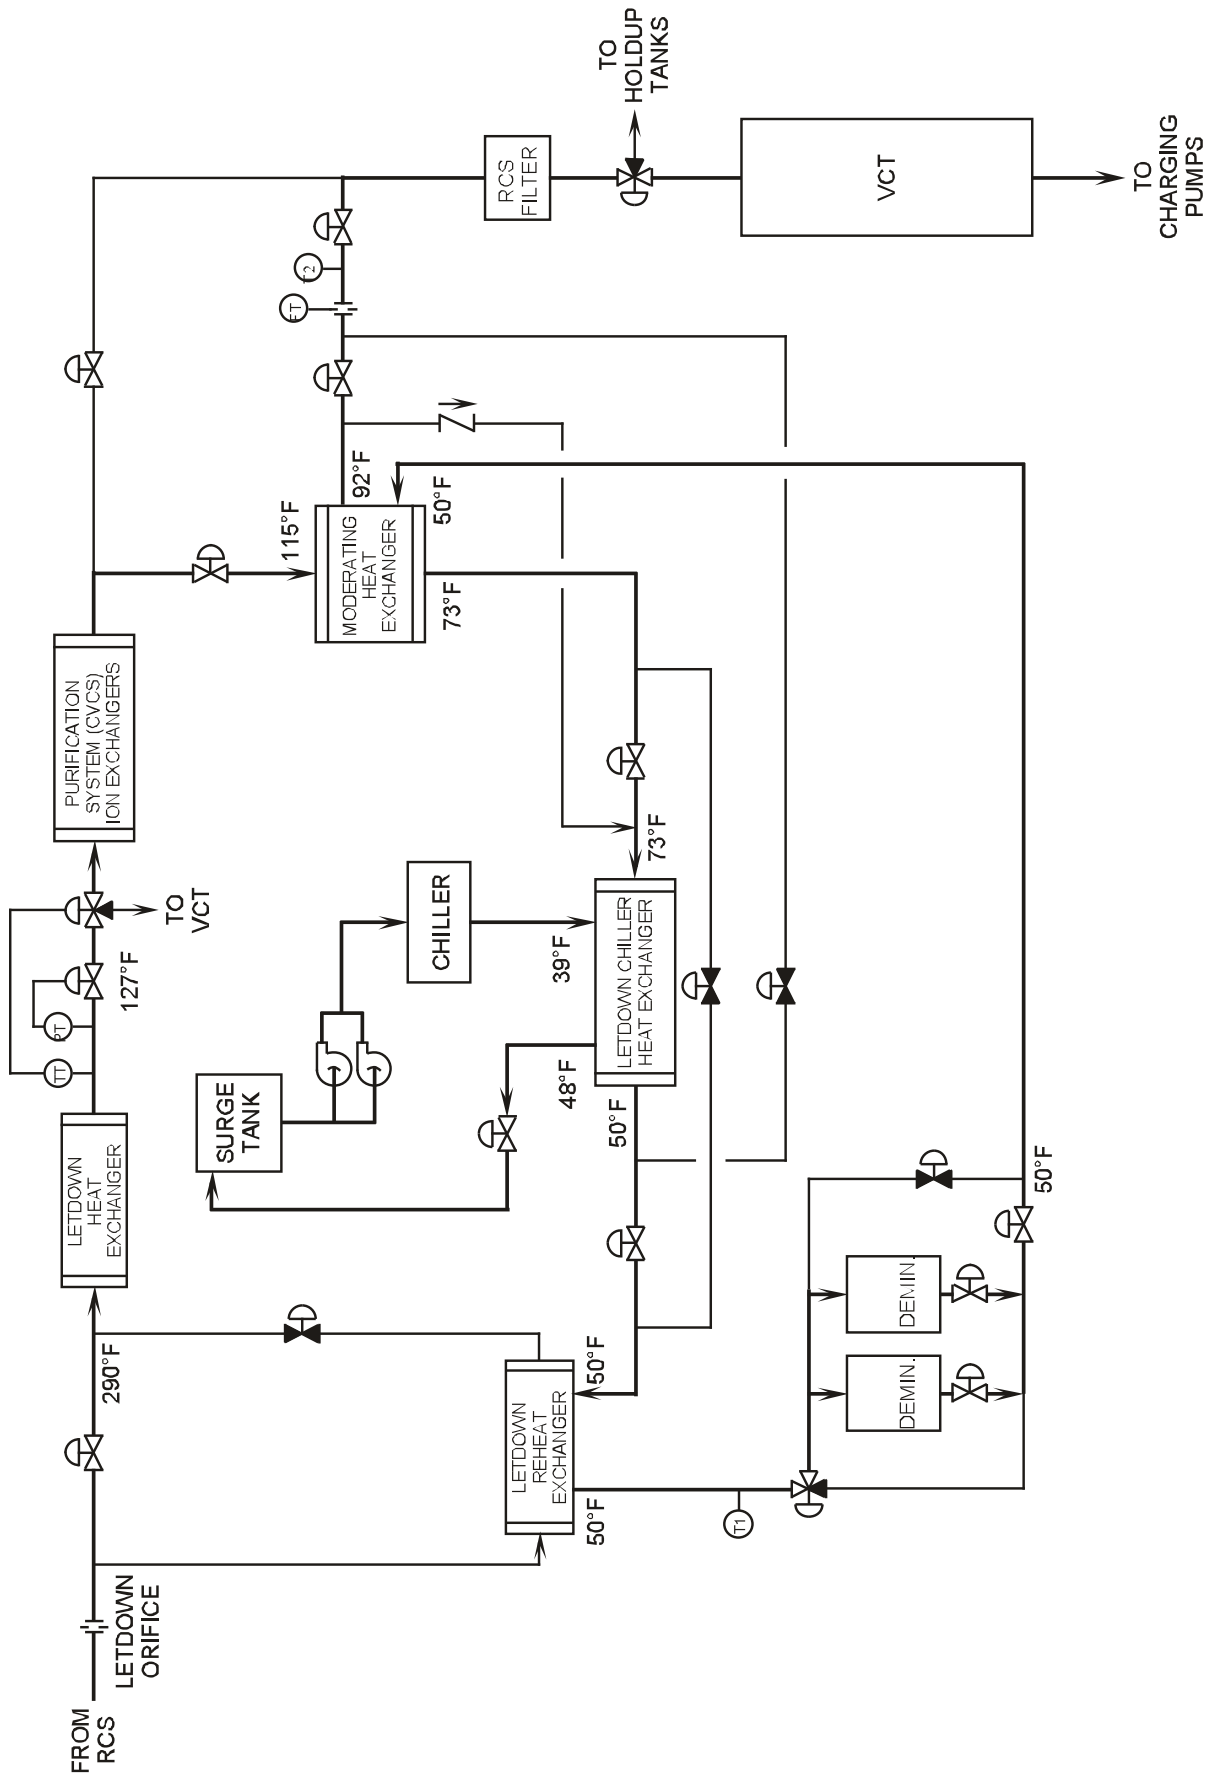 FROM
RCS
LETDOWN
ORIFICE
290°F
LETDOWN
HEAT
EXCHANGER
TT
PT
127°F
TO
VCT
PURIFICATION
SYSTEM (CVCS)
ION EXCHANGERS
115°F
MODERATING
HEAT
EXCHANGER
92°F
50°F
73°F
FT
T2
RCS
FILTER
TO
HOLDUP
TANKS
VCT
TO
CHARGING
PUMPS
SURGE
TANK
CHILLER
39°F
48°F
73°F
LETDOWN CHILLER
HEAT EXCHANGER
50°F
50°F
LETDOWN
REHEAT
EXCHANGER
50°F
T1
DEMIN.
DEMIN.
50°F